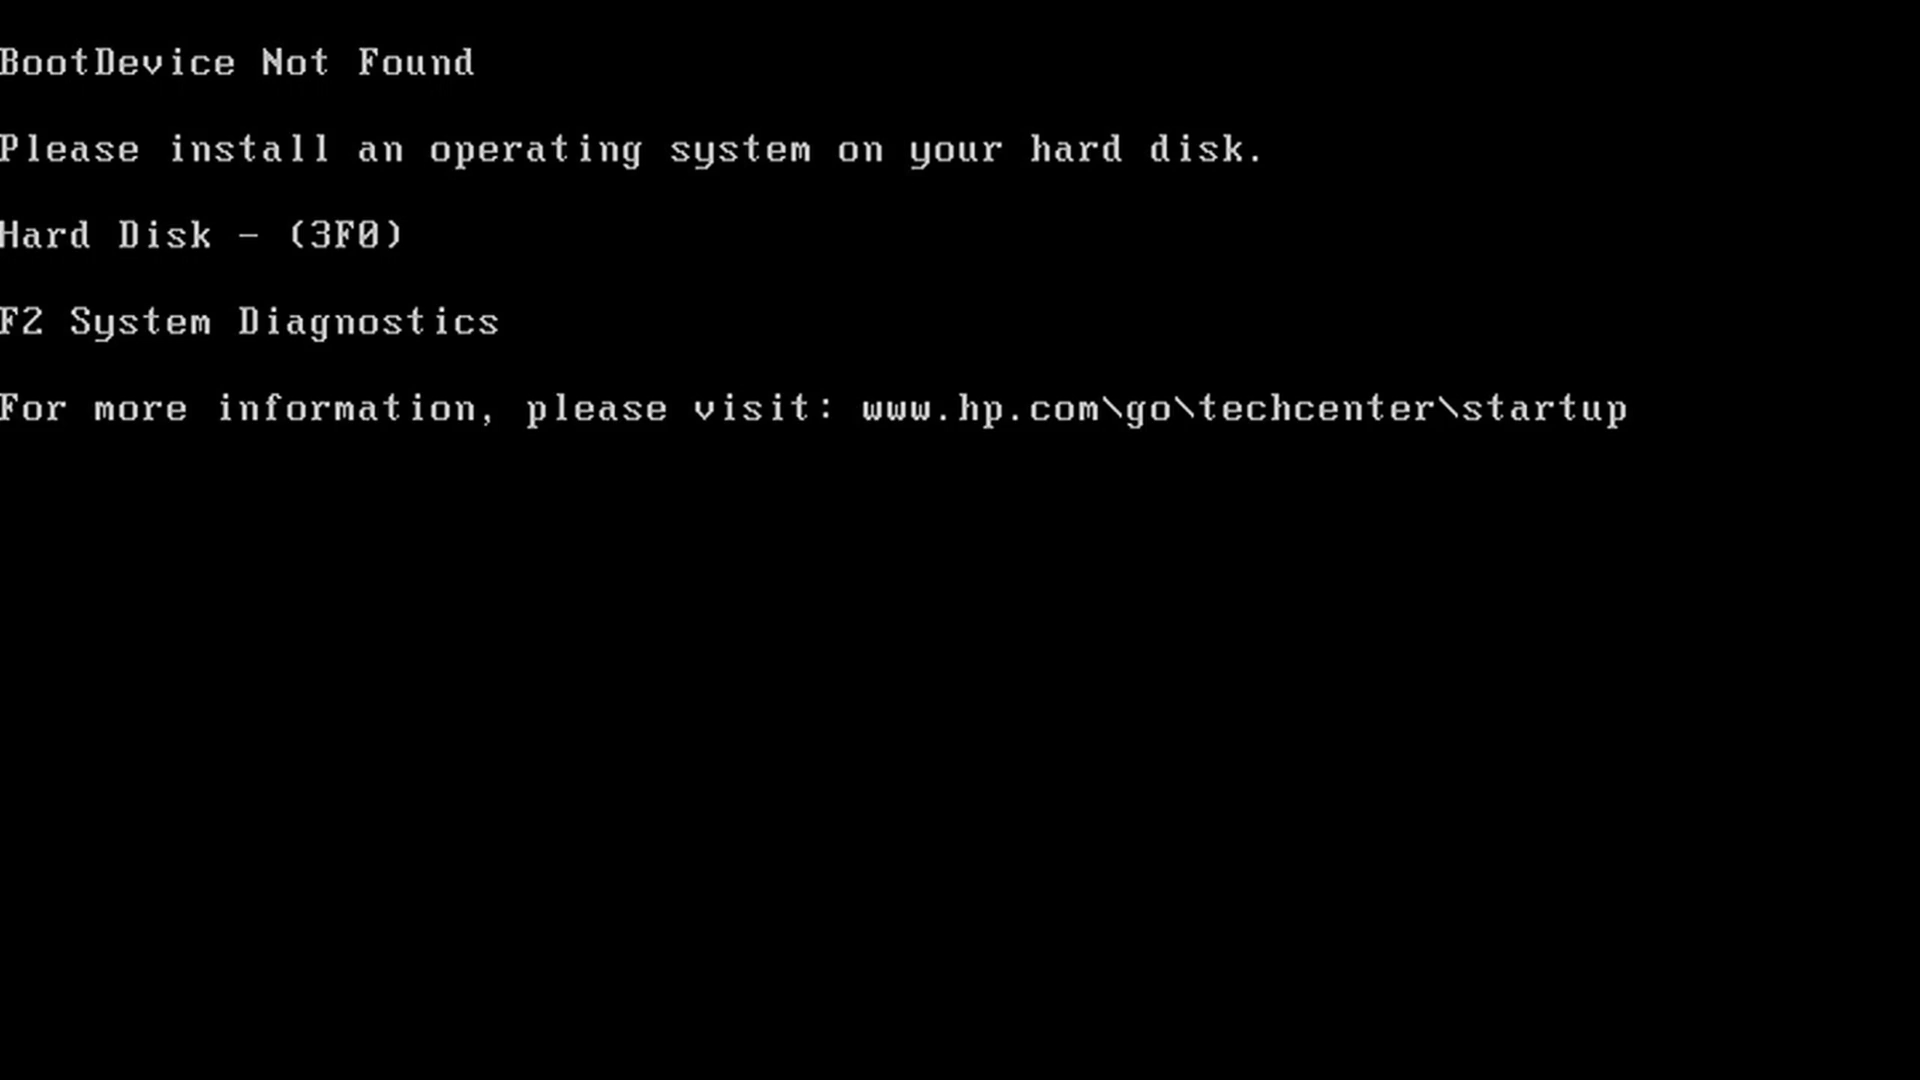 BootDevice Not Found
Please install an operating system on your hard disk.
Hard Disk - (3F0)
F2 System Diagnostics
For more information, please visit: www.hp.com\go\techcenter\startup